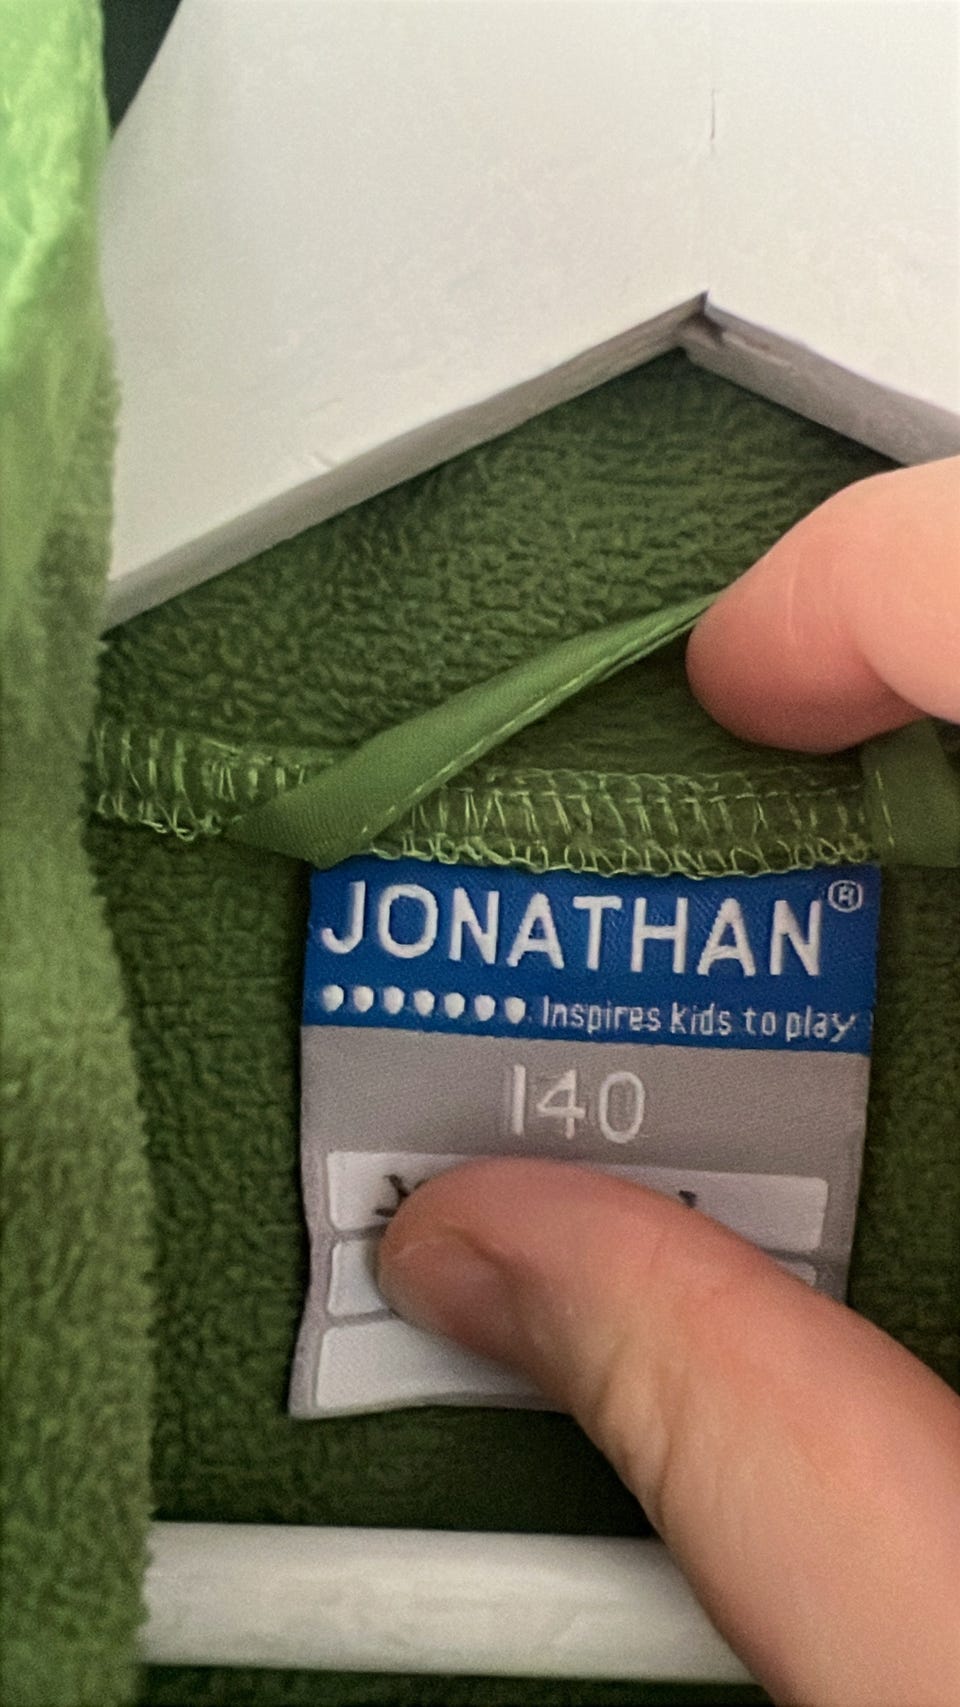 JONATHAN®
Inspires kids to play
140